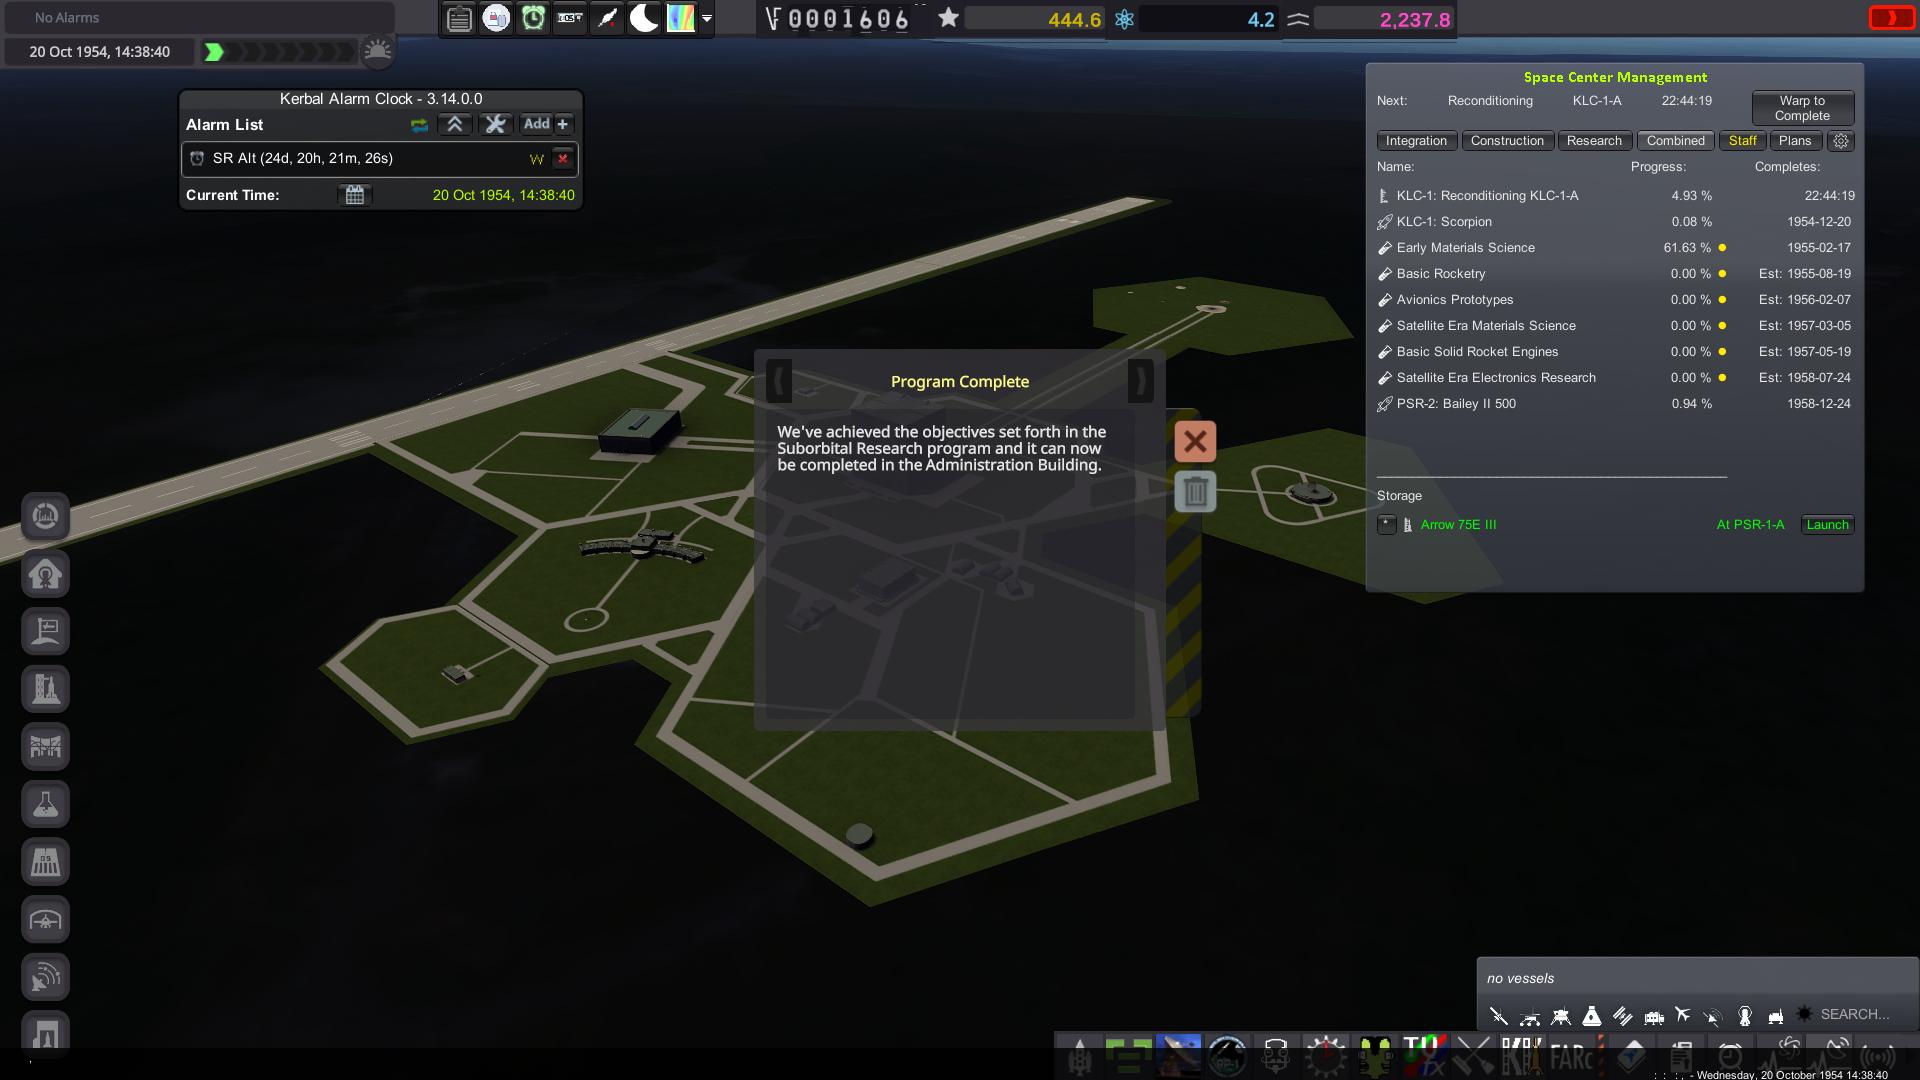 No Alarms
20 Oct 1954, 14:38:40
0001606
444.6
4.2
2,237.8
Kerbal Alarm Clock - 3.14.0.0
Alarm List
Add +
SR Alt (24d, 20h, 21m, 26s)
W
Current Time:
20 Oct 1954, 14:38:40
Space Center Management
Next: Reconditioning KLC-1-A 22:44:19
Warp to
Complete
Integration Construction Research Combined Staff Plans
Name: Progress: Completes:
KLC-1: Reconditioning KLC-1-A 4.93 % 22:44:19
KLC-1: Scorpion 0.08 % 1954-12-20
Early Materials Science 61.63 % 1955-02-17
Basic Rocketry 0.00 % Est: 1955-08-19
Avionics Prototypes 0.00 % Est: 1956-02-07
Satellite Era Materials Science 0.00 % Est: 1957-03-05
Basic Solid Rocket Engines 0.00 % Est: 1957-05-19
Satellite Era Electronics Research 0.00 % Est: 1958-07-24
PSR-2: Bailey II 500 0.94 % 1958-12-24
Storage
* Arrow 75E III At PSR-1-A Launch
Program Complete
We've achieved the objectives set forth in the
Suborbital Research program and it can now
be completed in the Administration Building.
no vessels
SEARCH...
FARc
- Wednesday, 20 October 1954 14:38:40